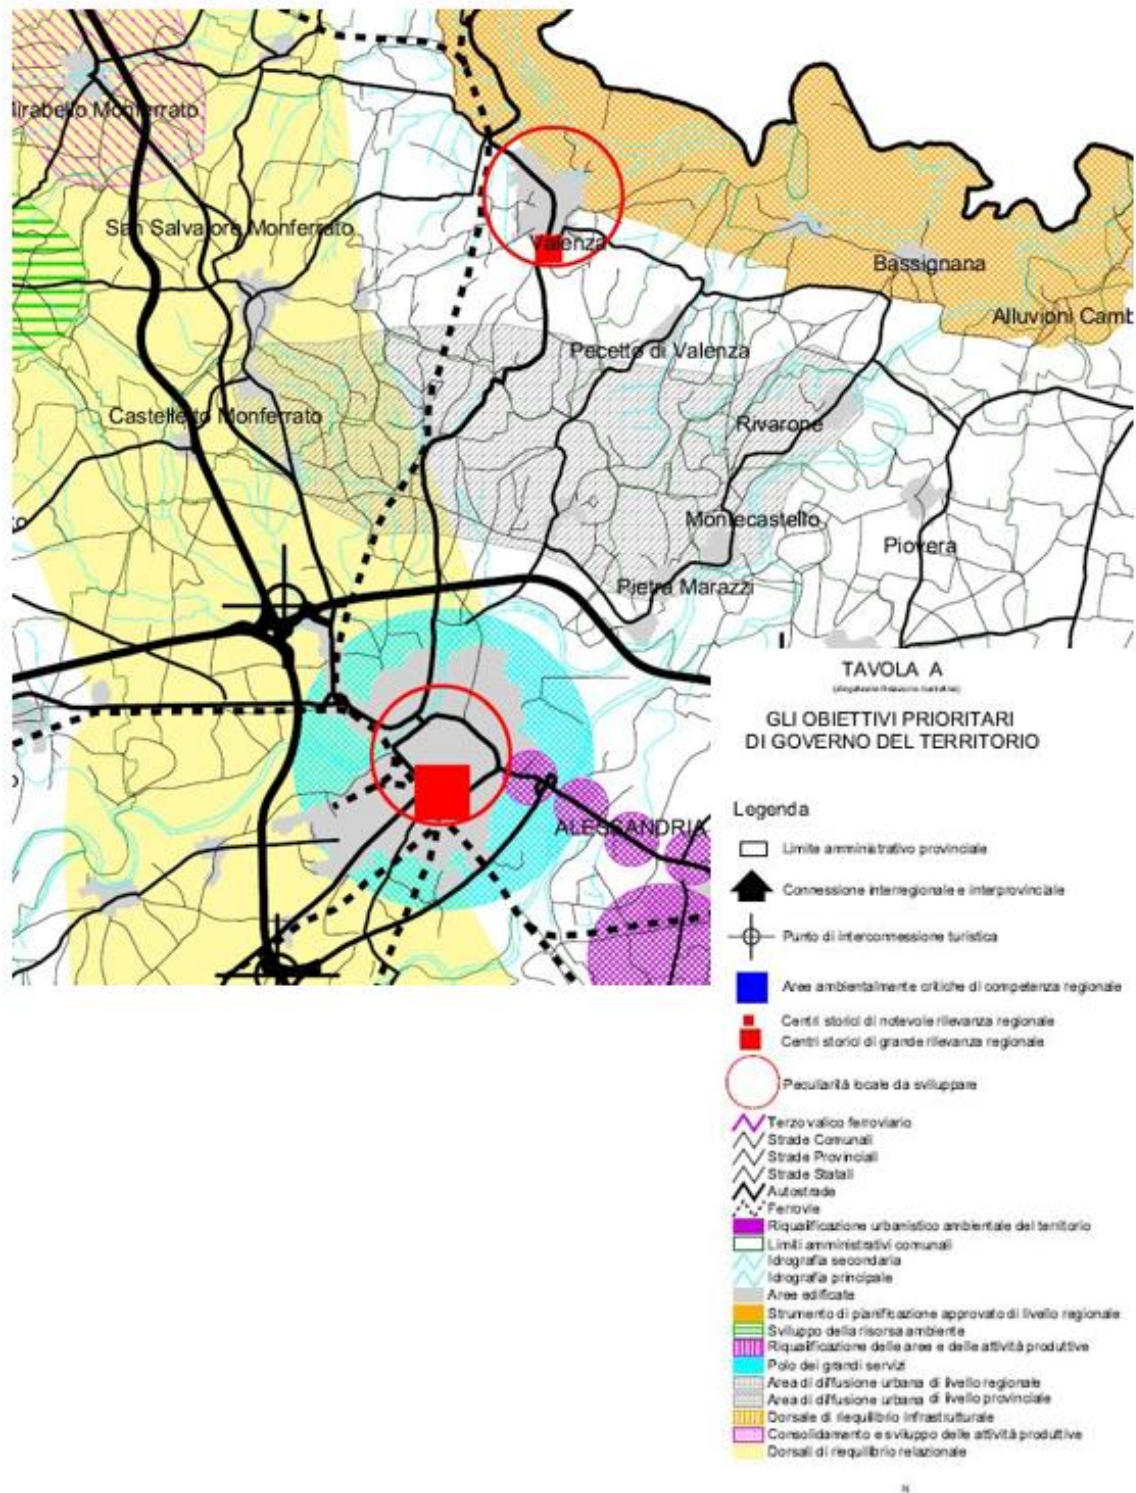 Mirabello Monferrato
San Salvatore Monferrato
Valenza
Bassignana
Alluvioni Camb
Pecetto di Valenza
Castelletto Monferrato
Rivarone
Montecastello
Piovera
Pietra Marazzi
ALESSANDRIA
TAVOLA A
GLI OBIETTIVI PRIORITARI
DI GOVERNO DEL TERRITORIO
Legenda
Limite amministrativo provinciale
Connessione interregionale e interprovinciale
Punto di interconnessione turistica
Aree ambientalmente critiche di competenza regionale
Centri storici di notevole rilevanza regionale
Centri storici di grande rilevanza regionale
Peculiarità locale da sviluppare
Terzo valico ferroviario
Strade Comunali
Strade Provinciali
Strade Statali
Autostrade
Ferrovie
Riqualificazione urbanistico ambientale del territorio
Limiti amministrativi comunali
Idrografia secondaria
Idrografia principale
Aree edificate
Strumento di pianificazione approvato di livello regionale
Sviluppo della risorsa ambiente
Riqualificazione delle aree e delle attività produttive
Polo dei grandi servizi
Area di diffusione urbana di livello regionale
Area di diffusione urbana di livello provinciale
Dorsale di riequilibrio infrastrutturale
Consolidamento e sviluppo delle attività produttive
Dorsali di riequilibrio relazionale
N